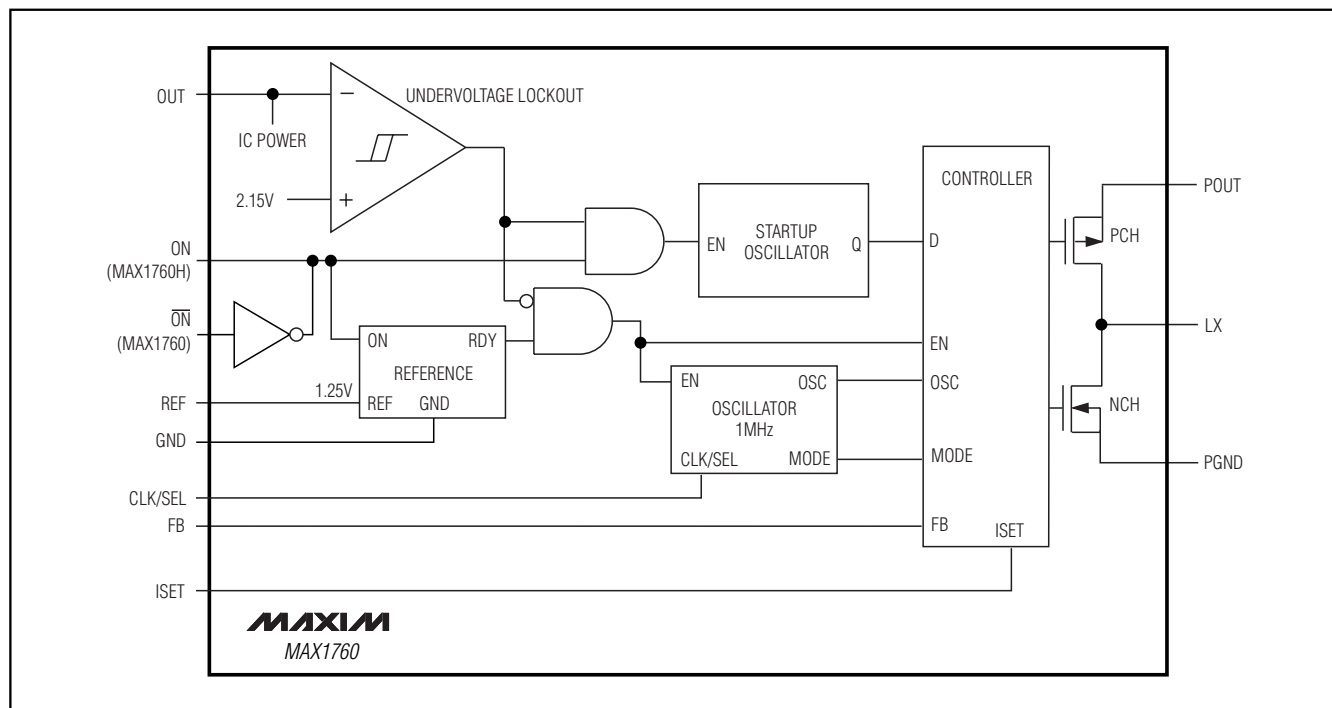 OUT
IC POWER
−
UNDERVOLTAGE LOCKOUT
2.15V
+
ON
(MAX1760H)
O̅N̅
(MAX1760)
REF
GND
CLK/SEL
FB
ISET
1.25V
ON
RDY
REFERENCE
REF
GND
EN
STARTUP
OSCILLATOR
Q
EN
OSC
OSCILLATOR
1MHz
CLK/SEL
MODE
CONTROLLER
D
EN
OSC
MODE
FB
ISET
PCH
NCH
POUT
LX
PGND
MAXIM
MAX1760